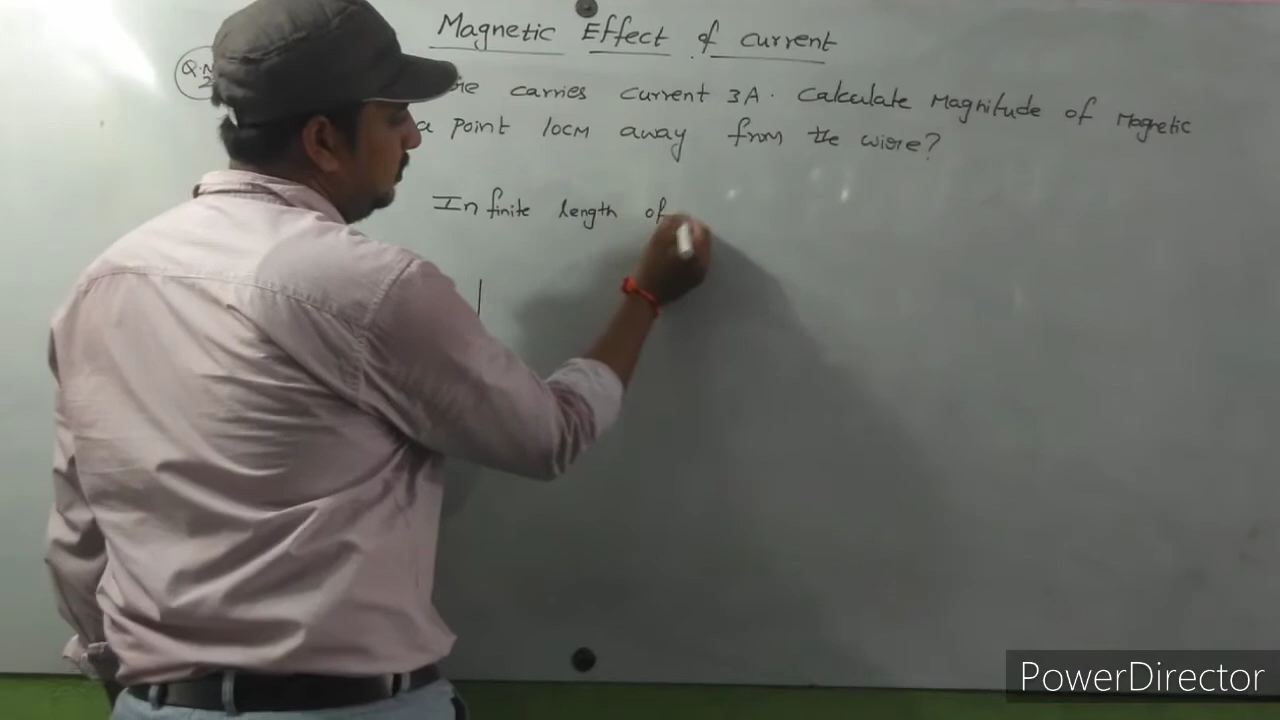 Magnetic Effect of current
Q.N
2
carries current 3A. Calculate Magnitude of Magnetic
a point 10cm away from the wire?
Infinite length of
PowerDirector